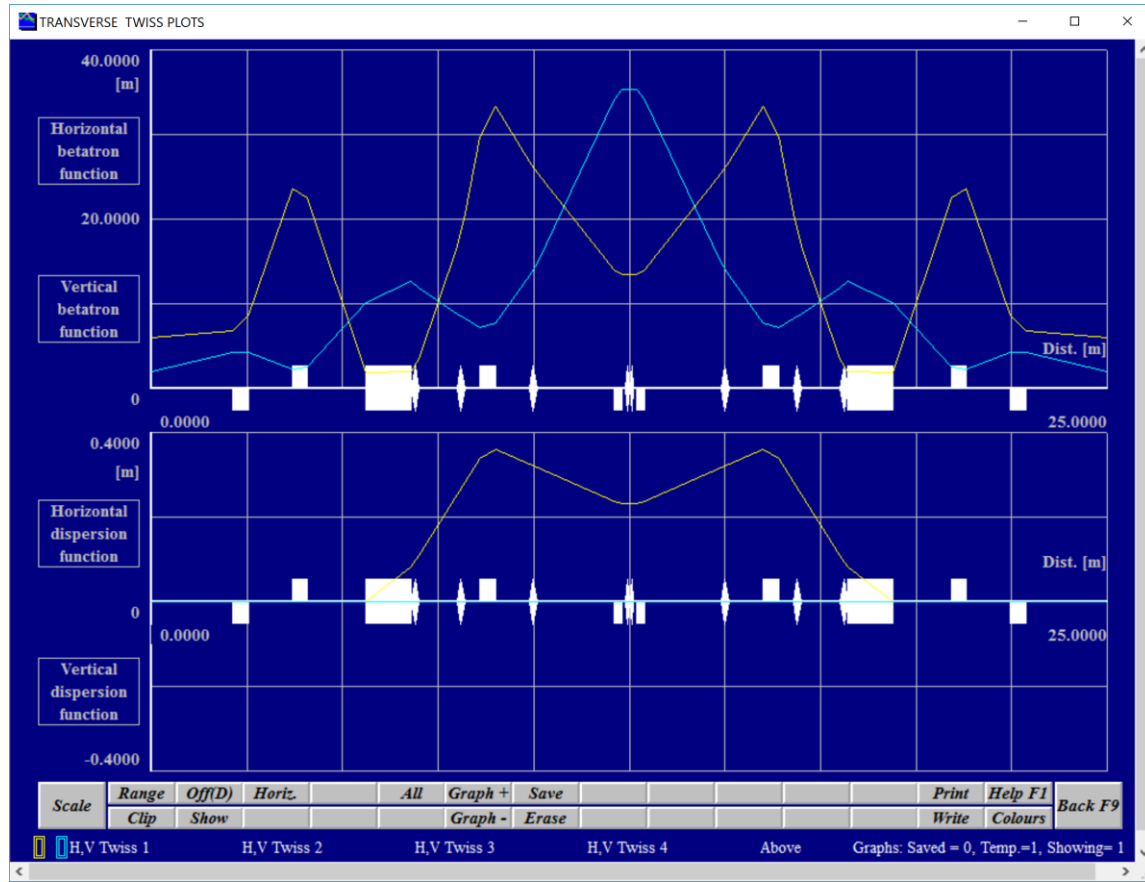 TRANSVERSE TWISS PLOTS
40.0000
[m]
Horizontal
betatron
function
20.0000
Vertical
betatron
function
Dist. [m]
0
0.0000 25.0000
0.4000
[m]
Horizontal
dispersion
function
Dist. [m]
0
0.0000 25.0000
Vertical
dispersion
function
-0.4000
Scale Range Off(D) Horiz. All Graph + Save Print Help F1 Back F9
Clip Show Graph - Erase Write Colours
H,V Twiss 1 H,V Twiss 2 H,V Twiss 3 H,V Twiss 4 Above Graphs: Saved = 0, Temp.=1, Showing= 1